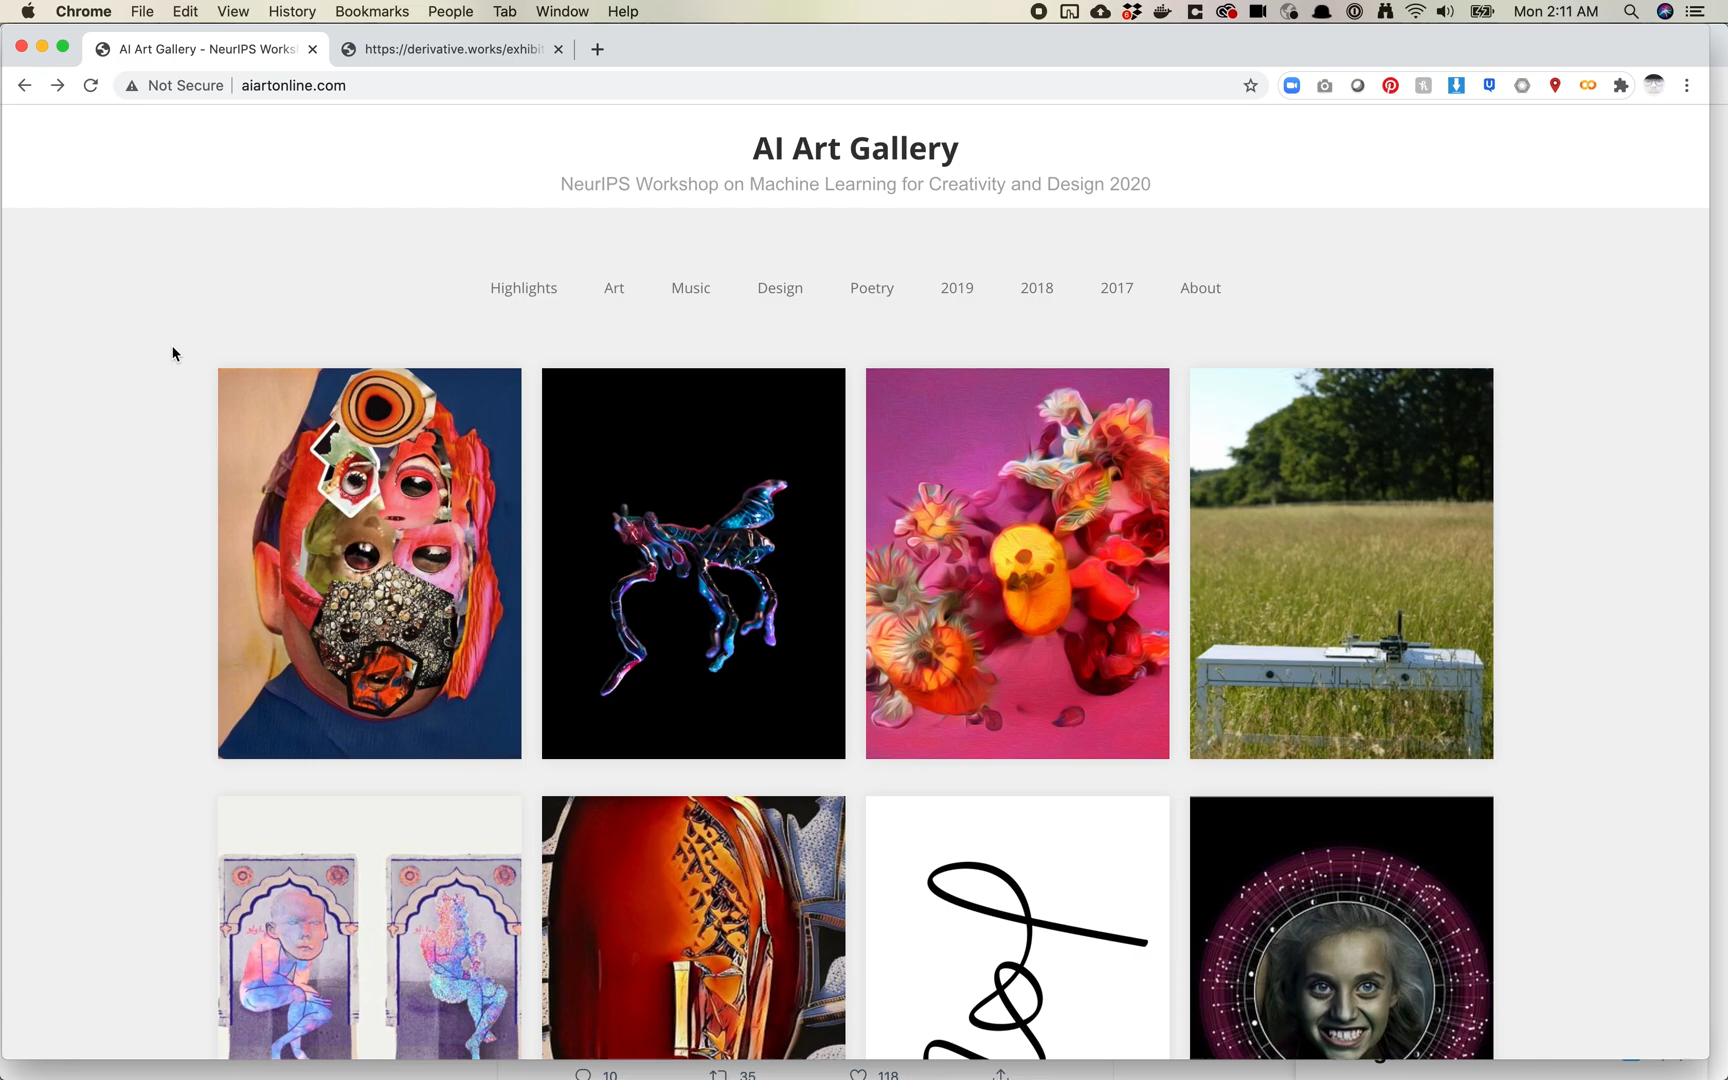 Chrome File Edit View History Bookmarks People Tab Window Help
Mon 2:11 AM
AI Art Gallery - NeurIPS Works
https://derivative.works/exhibit
Not Secure aiartonline.com
AI Art Gallery
NeurIPS Workshop on Machine Learning for Creativity and Design 2020
Highlights Art Music Design Poetry 2019 2018 2017 About
10 35 118